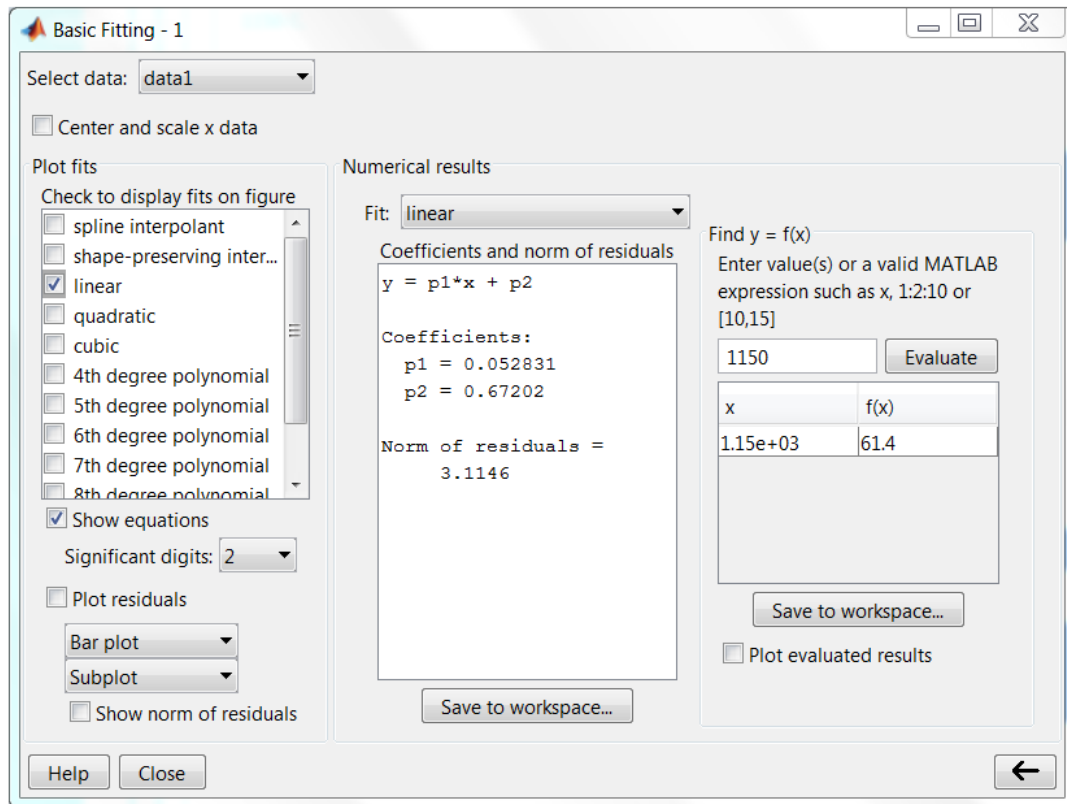 Basic Fitting - 1
Select data: data1
Center and scale x data
Plot fits
Check to display fits on figure
spline interpolant
shape-preserving inter...
linear
quadratic
cubic
4th degree polynomial
5th degree polynomial
6th degree polynomial
7th degree polynomial
8th degree polynomial
Show equations
Significant digits: 2
Plot residuals
Bar plot
Subplot
Show norm of residuals
Numerical results
Fit: linear
Coefficients and norm of residuals
y = p1*x + p2
Coefficients:
p1 = 0.052831
p2 = 0.67202
Norm of residuals =
3.1146
Save to workspace...
Find y = f(x)
Enter value(s) or a valid MATLAB
expression such as x, 1:2:10 or
[10,15]
1150 Evaluate
x f(x)
1.15e+03 61.4
Save to workspace...
Plot evaluated results
Help Close